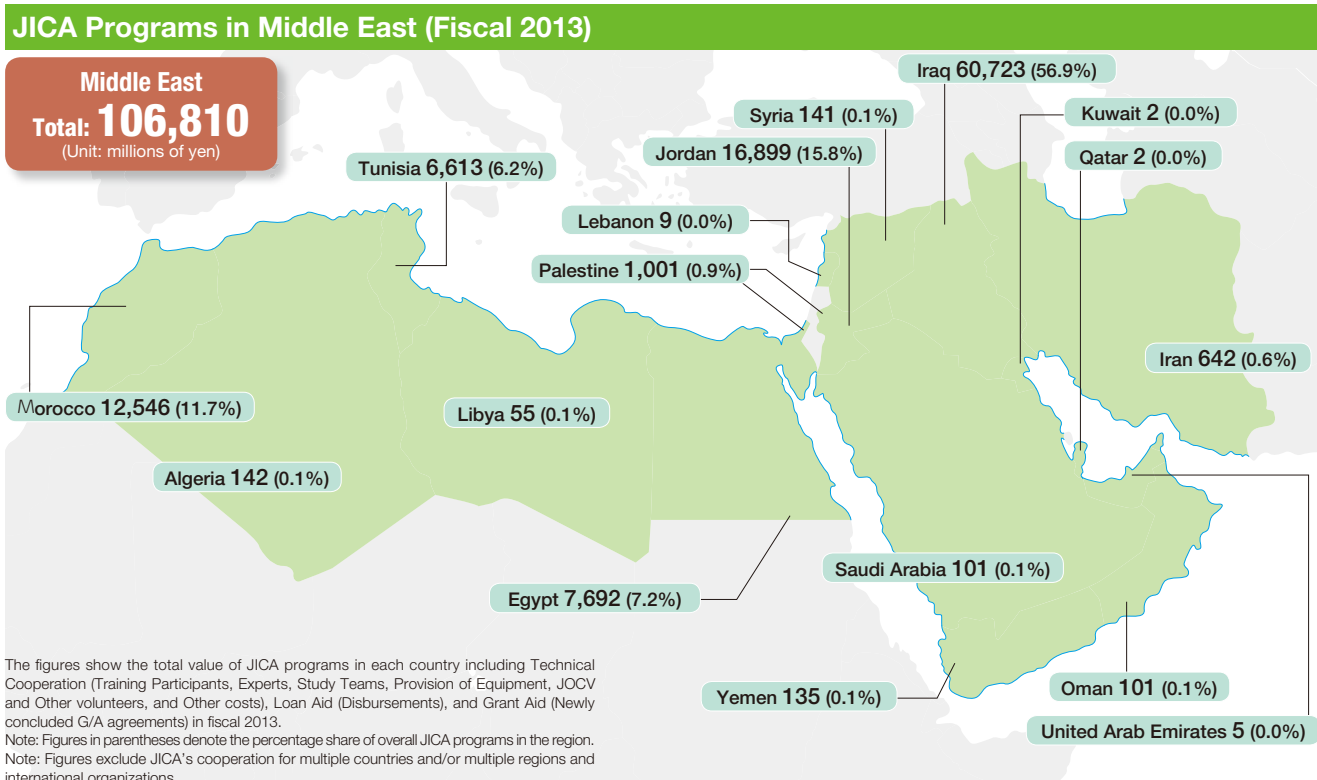 JICA Programs in Middle East (Fiscal 2013)
Middle East
Total: 106,810
(Unit: millions of yen)
Iraq 60,723 (56.9%)
Syria 141 (0.1%)
Kuwait 2 (0.0%)
Jordan 16,899 (15.8%)
Qatar 2 (0.0%)
Tunisia 6,613 (6.2%)
Lebanon 9 (0.0%)
Palestine 1,001 (0.9%)
Iran 642 (0.6%)
Morocco 12,546 (11.7%)
Libya 55 (0.1%)
Algeria 142 (0.1%)
Saudi Arabia 101 (0.1%)
Egypt 7,692 (7.2%)
Yemen 135 (0.1%)
Oman 101 (0.1%)
United Arab Emirates 5 (0.0%)
The figures show the total value of JICA programs in each country including Technical
Cooperation (Training Participants, Experts, Study Teams, Provision of Equipment, JOCV
and Other volunteers, and Other costs), Loan Aid (Disbursements), and Grant Aid (Newly
concluded G/A agreements) in fiscal 2013.
Note: Figures in parentheses denote the percentage share of overall JICA programs in the region.
Note: Figures exclude JICA's cooperation for multiple countries and/or multiple regions and
international organizations.